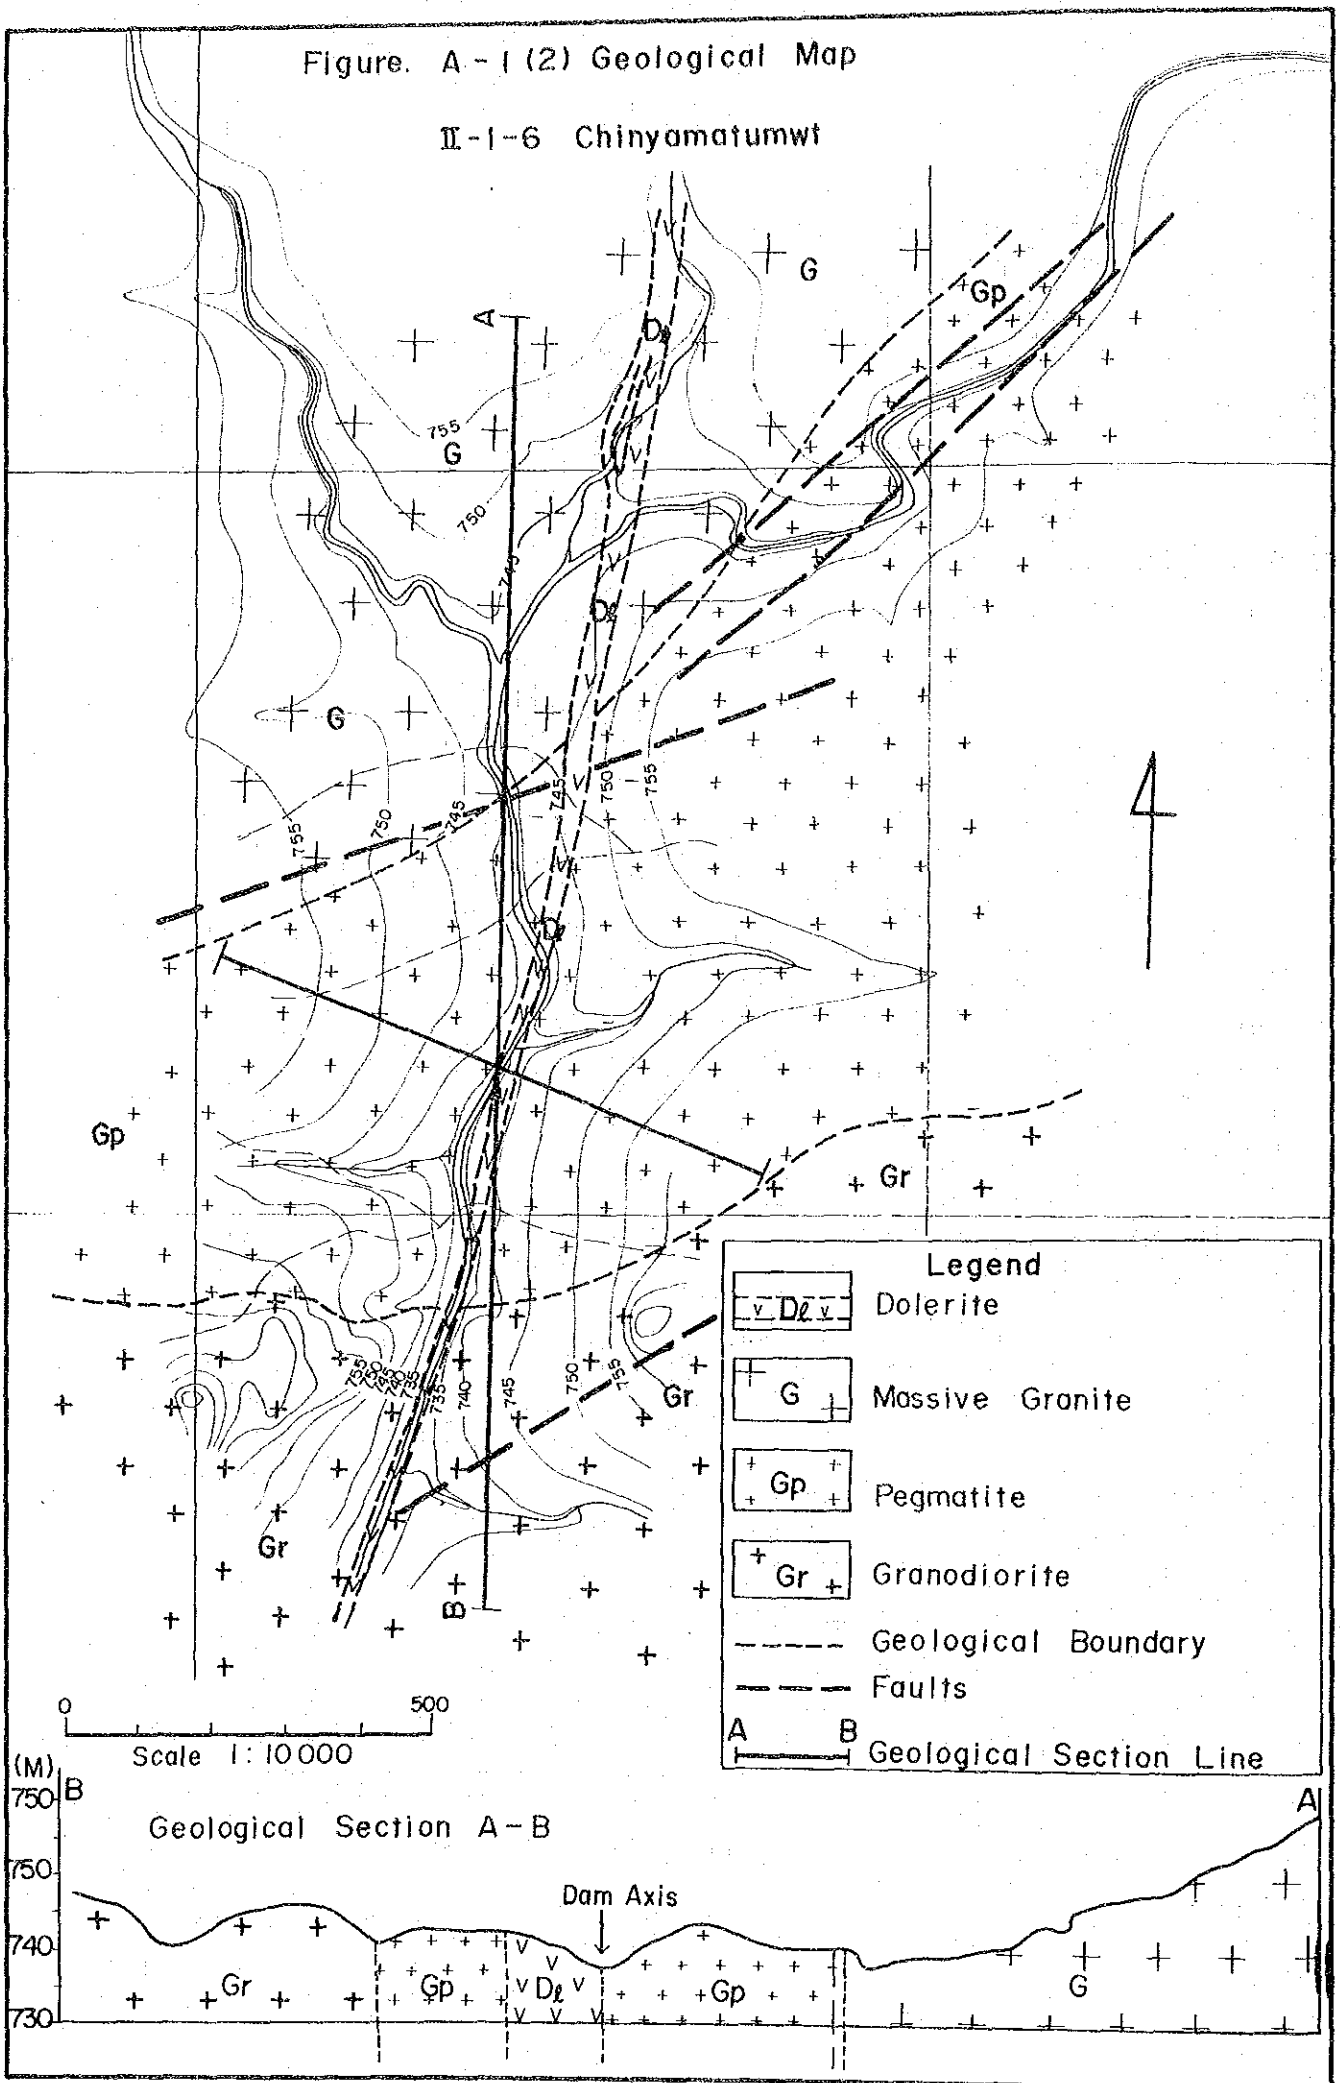 Figure. A-1 (2) Geological Map
II-1-6 Chinyamatumwt
G
Gp
A
Dℓ
755
G
750
745
Dℓ
G
755
750
745
745
750
755
Dℓ
Gp
Gr
755
750
745
740
735
735
740
745
750
755
Gr
Gr
B
Legend
v Dℓ v Dolerite
G Massive Granite
Gp Pegmatite
Gr Granodiorite
Geological Boundary
Faults
A B Geological Section Line
0 500
Scale 1:10000
(M)
750 B A
Geological Section A-B
750
Dam Axis
740
Gr Gp Dℓ Gp G
730